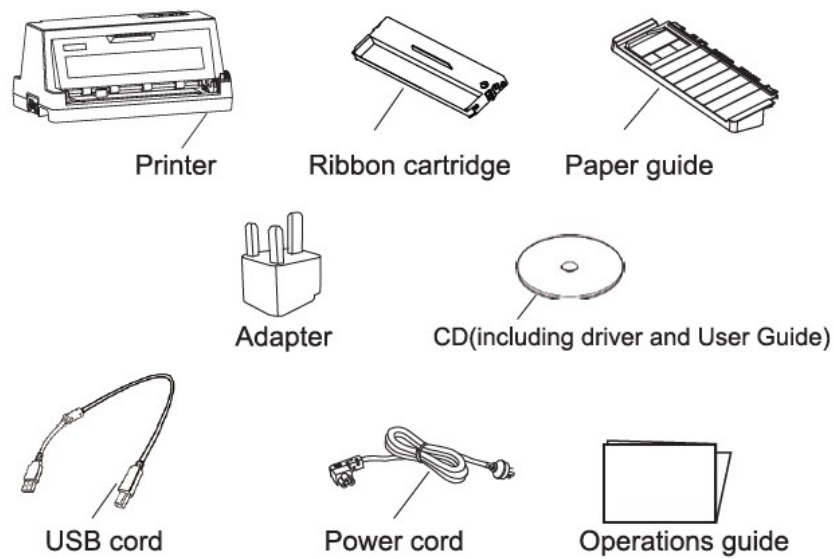 Printer
Ribbon cartridge
Paper guide
Adapter
CD(including driver and User Guide)
USB cord
Power cord
Operations guide